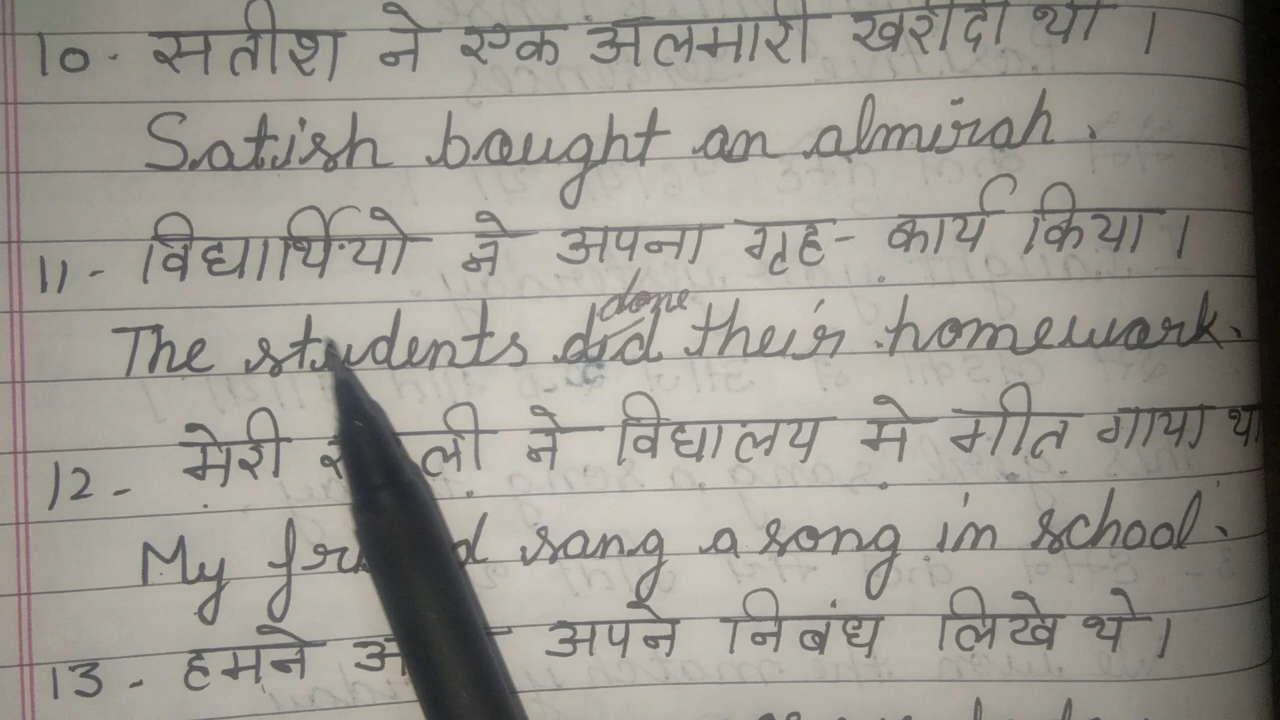 10. सतीश ने एक अलमारी खरीदी थी ।
Satish bought an almirah.
11- विद्यार्थियो ने अपना गृह- कार्य किया ।
done
The students did their homework.
12- मेरी ली ने विद्यालय मे गीत गाया था
My sang a song in school.
13- हमने अपने निबंध लिखे थे ।